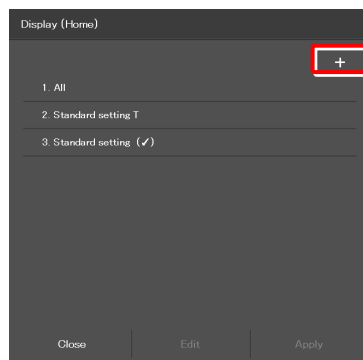 Display (Home)
+
1. All
2. Standard setting T
3. Standard setting (✓)
Close Edit Apply